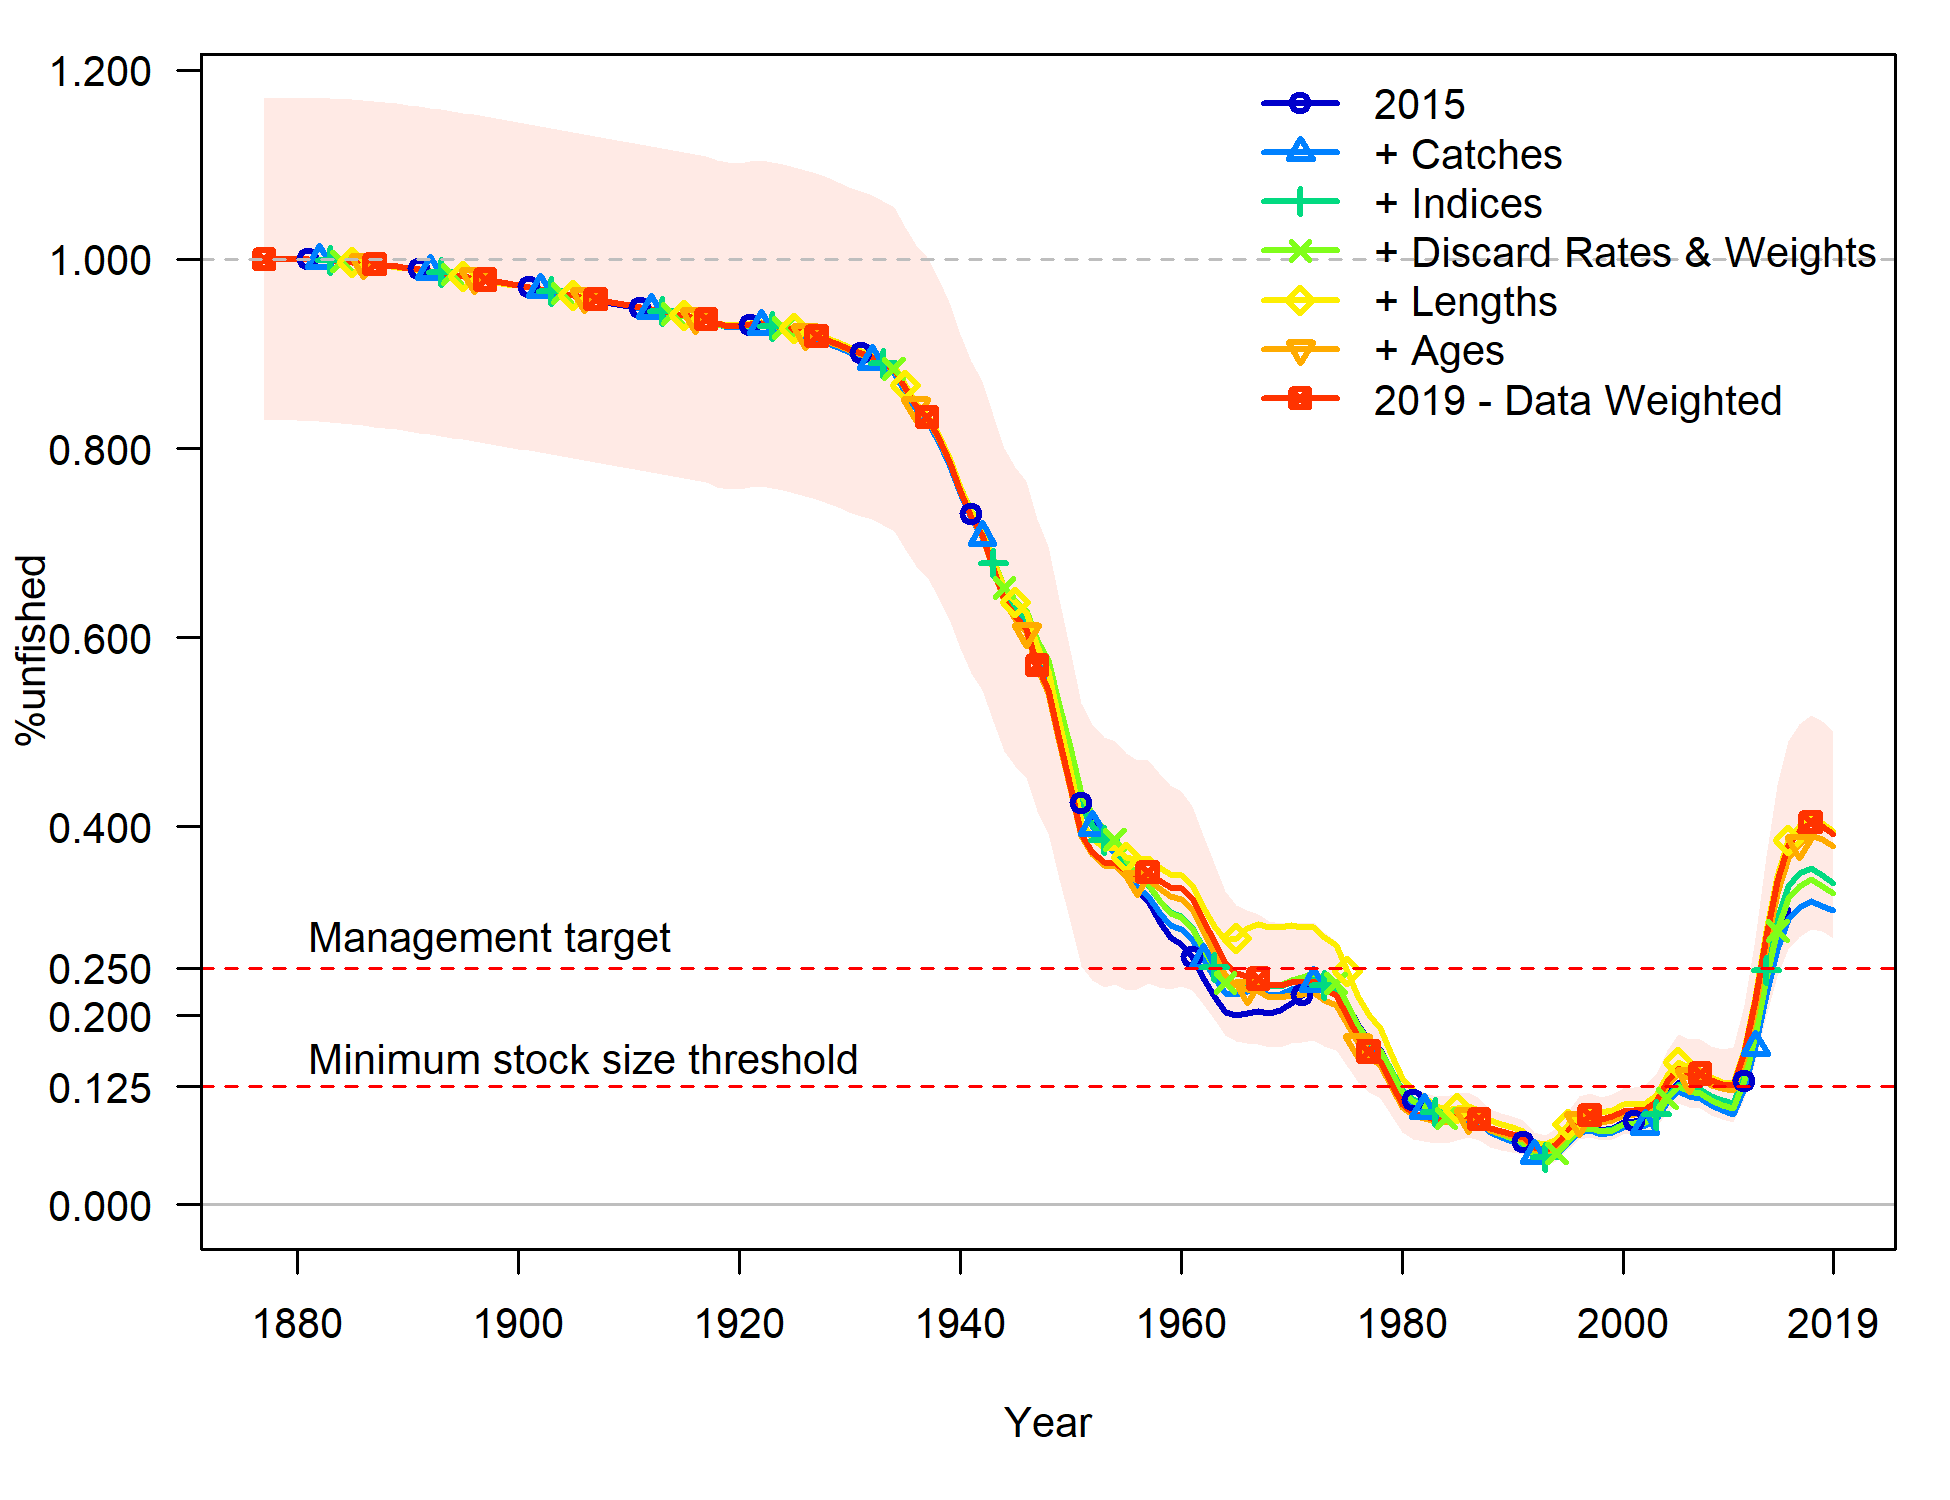 1.200
1.000
0.800
0.600
0.400
0.250
0.200
0.125
0.000
%unfished
2015
+ Catches
+ Indices
+ Discard Rates & Weights
+ Lengths
+ Ages
2019 - Data Weighted
Management target
Minimum stock size threshold
1880 1900 1920 1940 1960 1980 2000 2019
Year